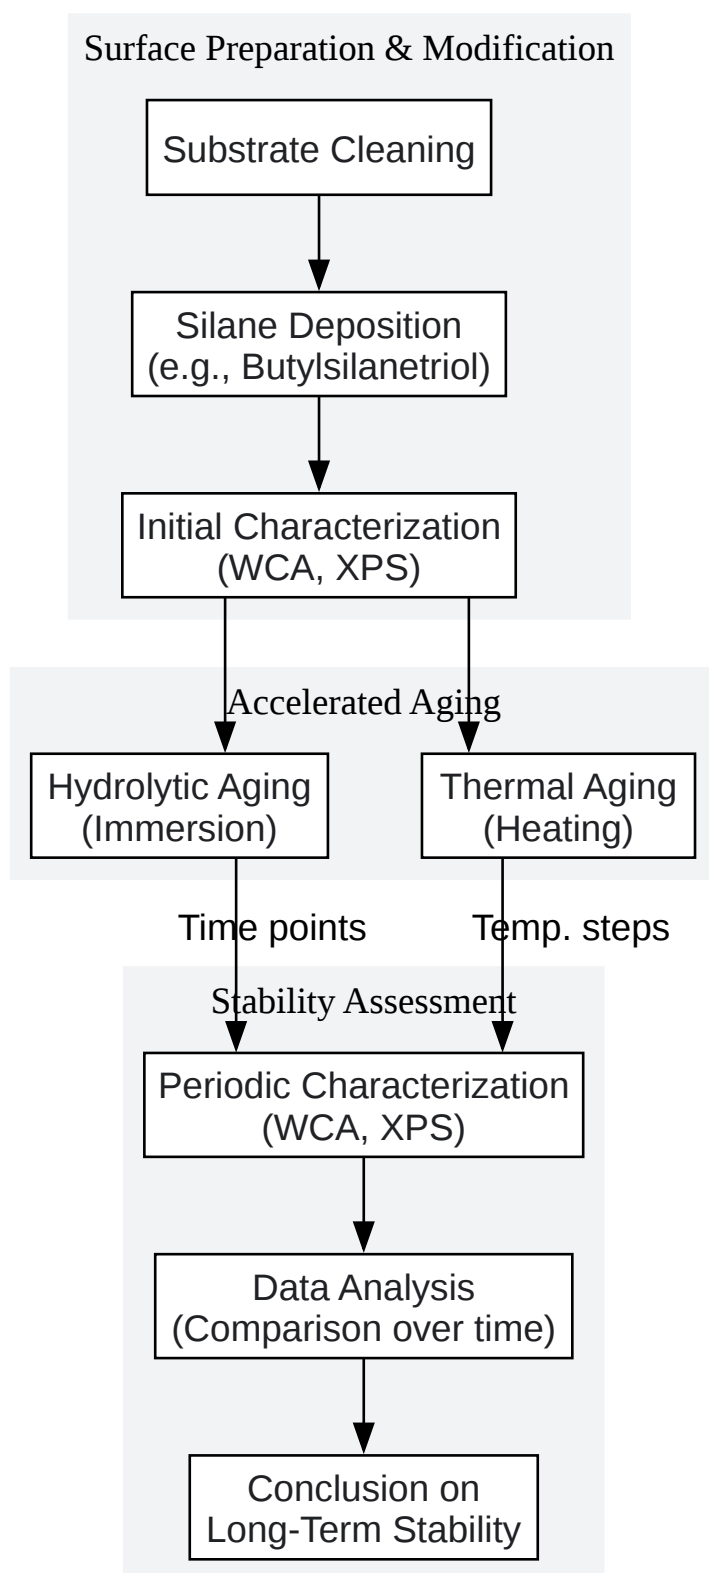 Surface Preparation & Modification
Substrate Cleaning
Silane Deposition
(e.g., Butylsilanetriol)
Initial Characterization
(WCA, XPS)
Accelerated Aging
Hydrolytic Aging
(Immersion)
Thermal Aging
(Heating)
Time points
Temp. steps
Stability Assessment
Periodic Characterization
(WCA, XPS)
Data Analysis
(Comparison over time)
Conclusion on
Long-Term Stability